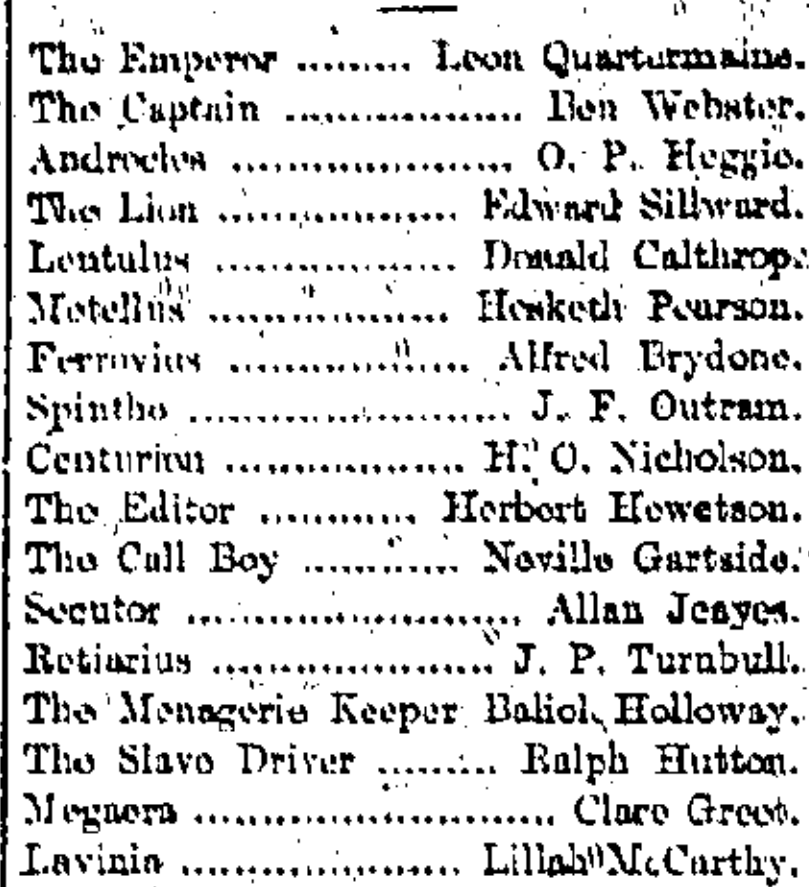 The Emperor ......... Leon Quartermaine.
The Captain .................. Ben Webster.
Androcles ..................... O. P. Heggie.
The Lion .................. Edward Sillward.
Lentulus .................. Donald Calthrop.
Metellus .................. Hesketh Pearson.
Ferrovius .................. Alfred Brydone.
Spintho ........................ J. F. Outram.
Centurion .................. H. O. Nicholson.
The Editor ............ Herbert Hewetson.
The Call Boy ............ Neville Gartside.
Secutor ......................... Allan Jeayes.
Retiarius ..................... J. P. Turnbull.
The Menagerie Keeper Baliol Holloway.
The Slave Driver ......... Ralph Hutton.
Megaera ........................... Clare Greet.
Lavinia ..................... Lillah McCarthy.